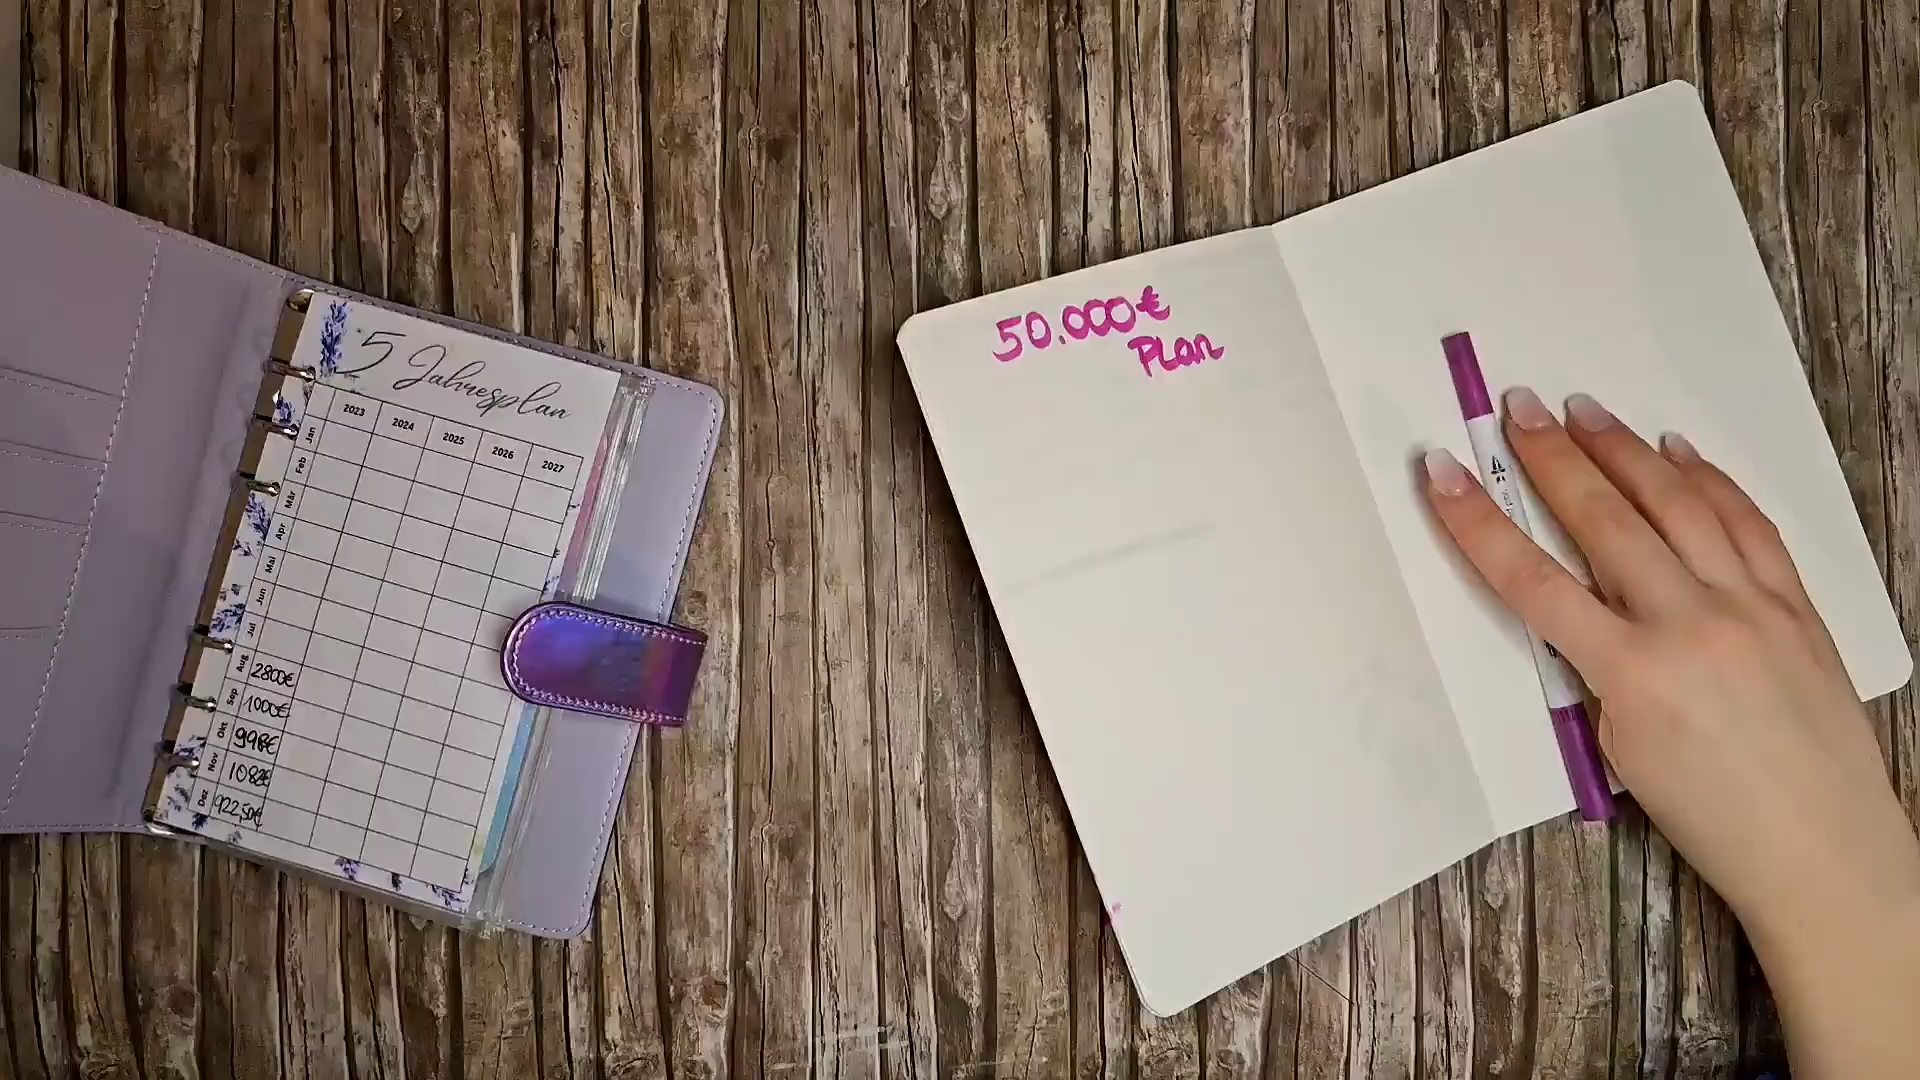 5 Jahresplan
2023 2024 2025 2026 2027
Jan
Feb
Mär
Apr
Mai
Jun
Jul
Aug 2800€
Sep 1000€
Okt 998€
Nov 1082€
Dez 922,50€
50.000€
Plan